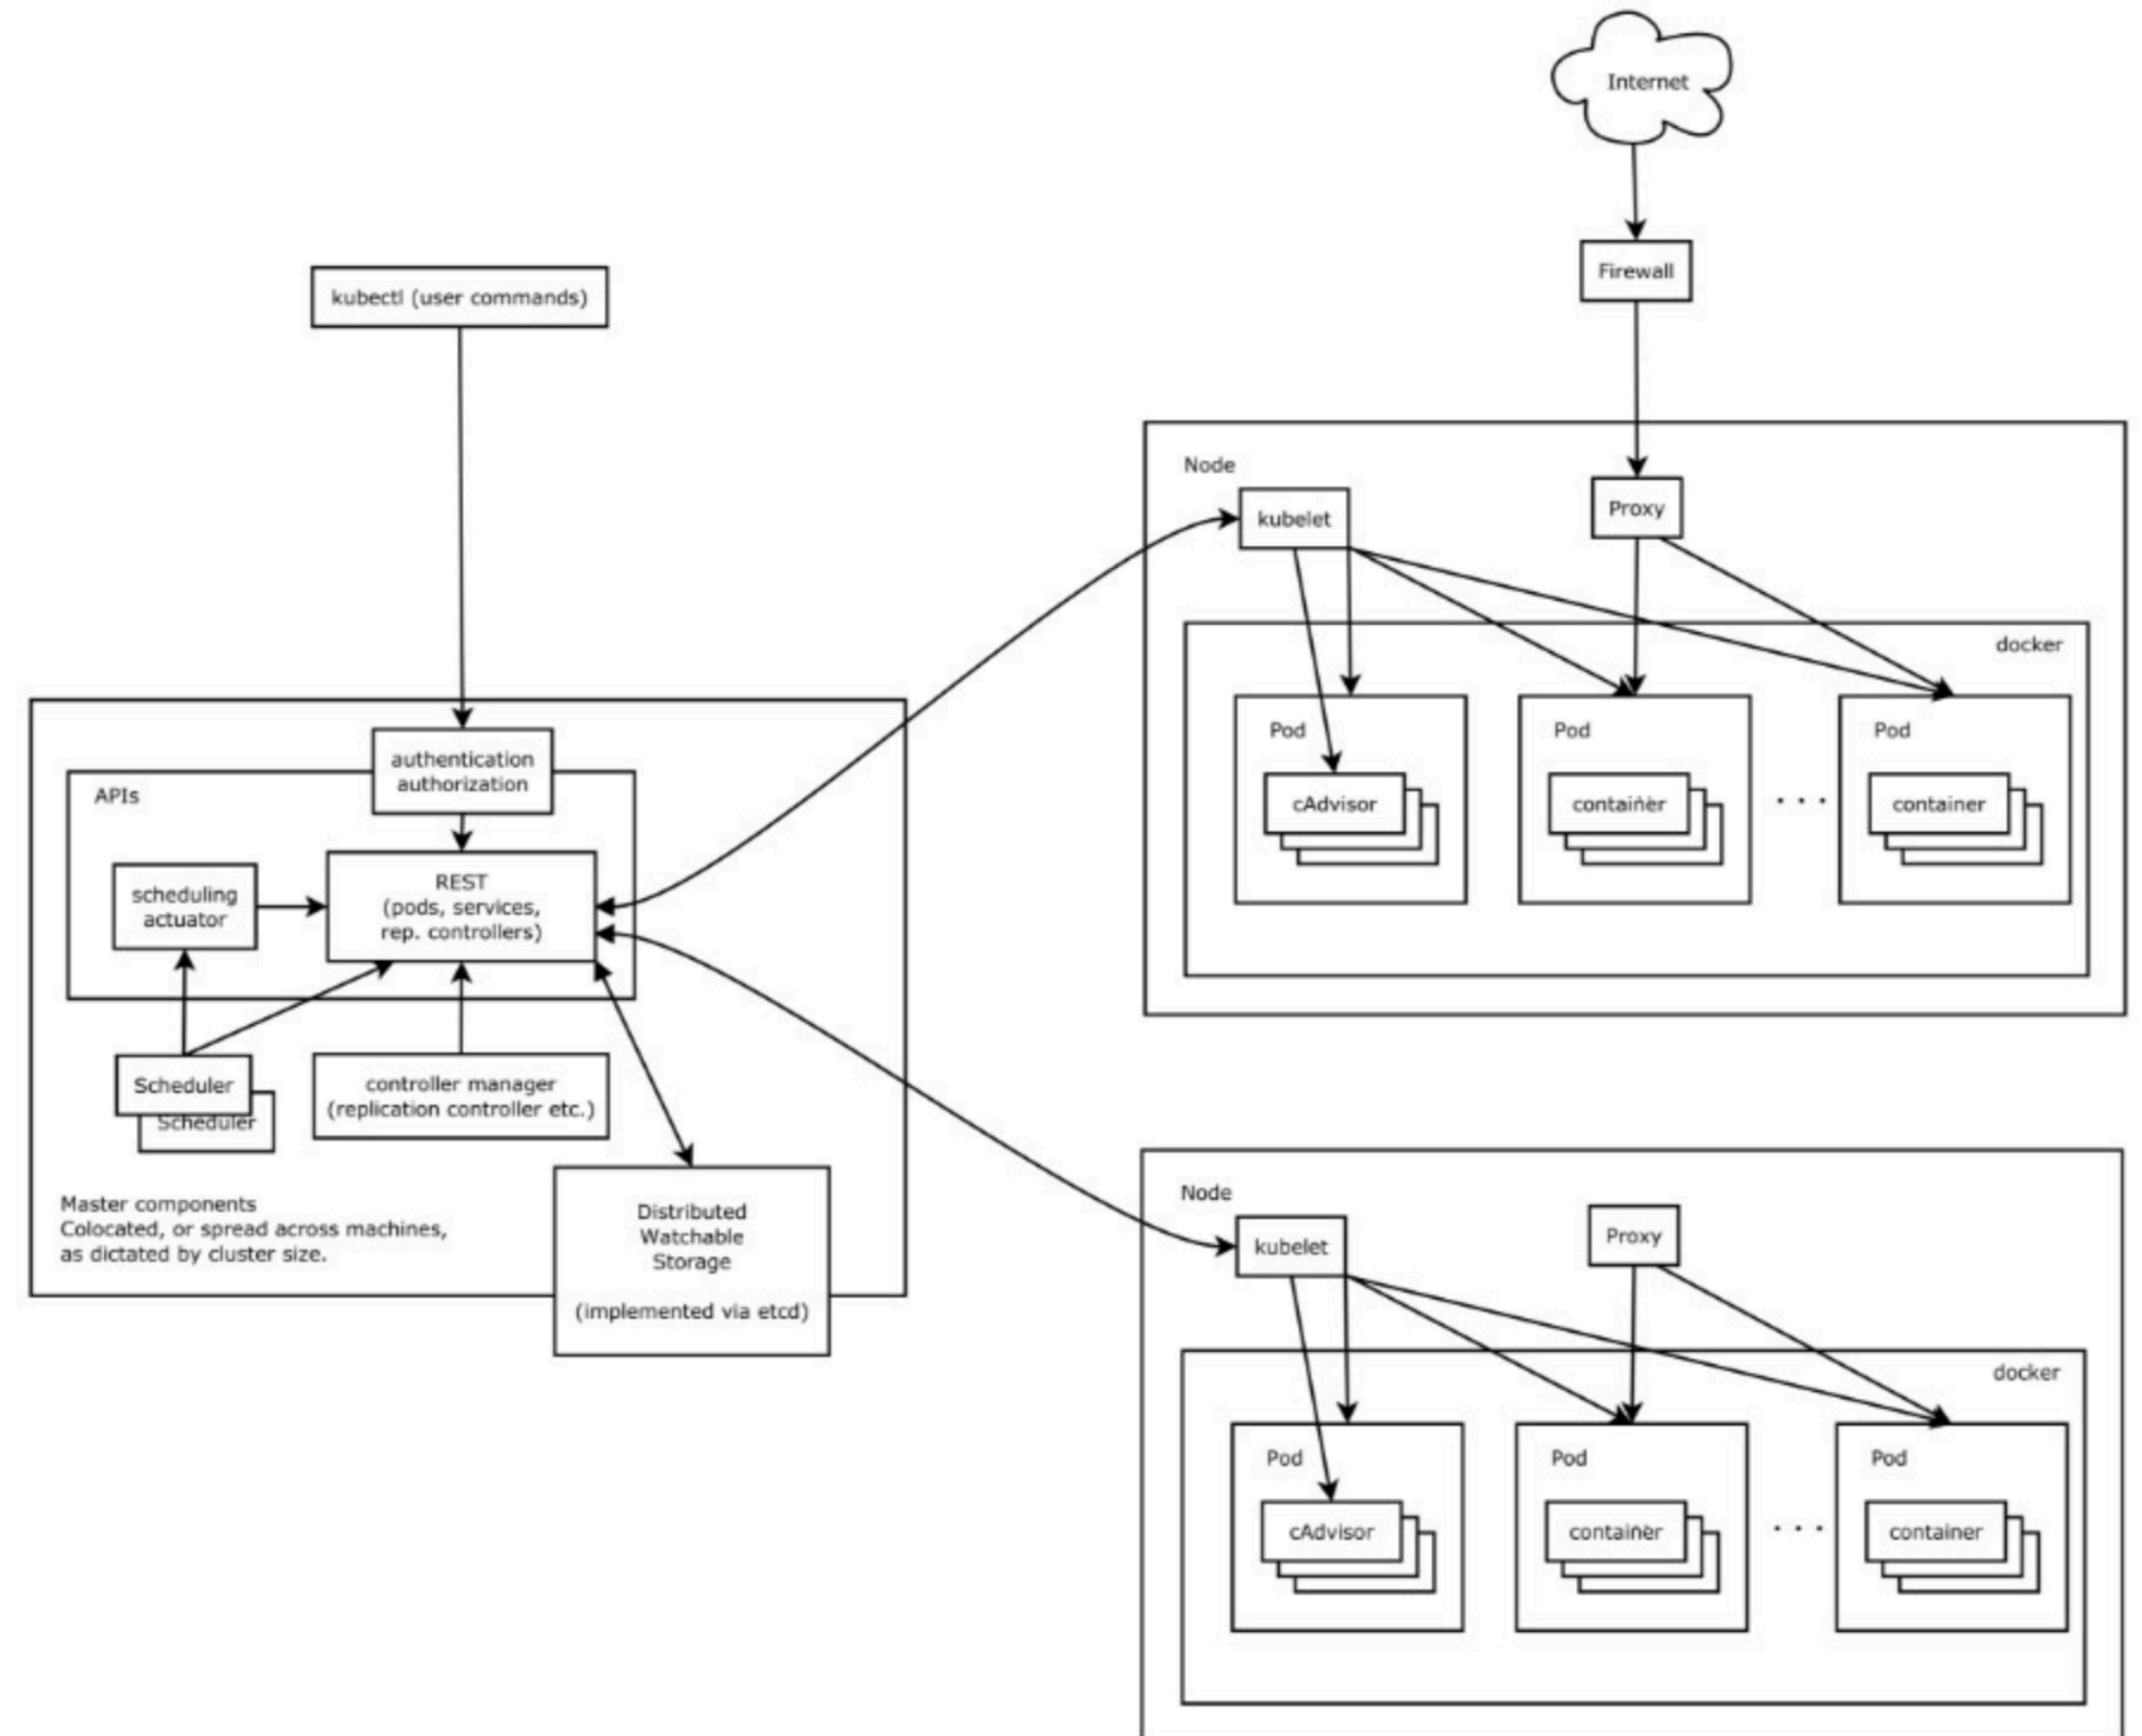 Internet
Firewall
kubectl (user commands)
Node
kubelet
Proxy
docker
Pod
Pod
Pod
cAdvisor
container
. . .
container
authentication
authorization
APIs
scheduling
actuator
REST
(pods, services,
rep. controllers)
Scheduler
Scheduler
controller manager
(replication controller etc.)
Master components
Colocated, or spread across machines,
as dictated by cluster size.
Distributed
Watchable
Storage
(implemented via etcd)
Node
kubelet
Proxy
docker
Pod
Pod
Pod
cAdvisor
container
. . .
container